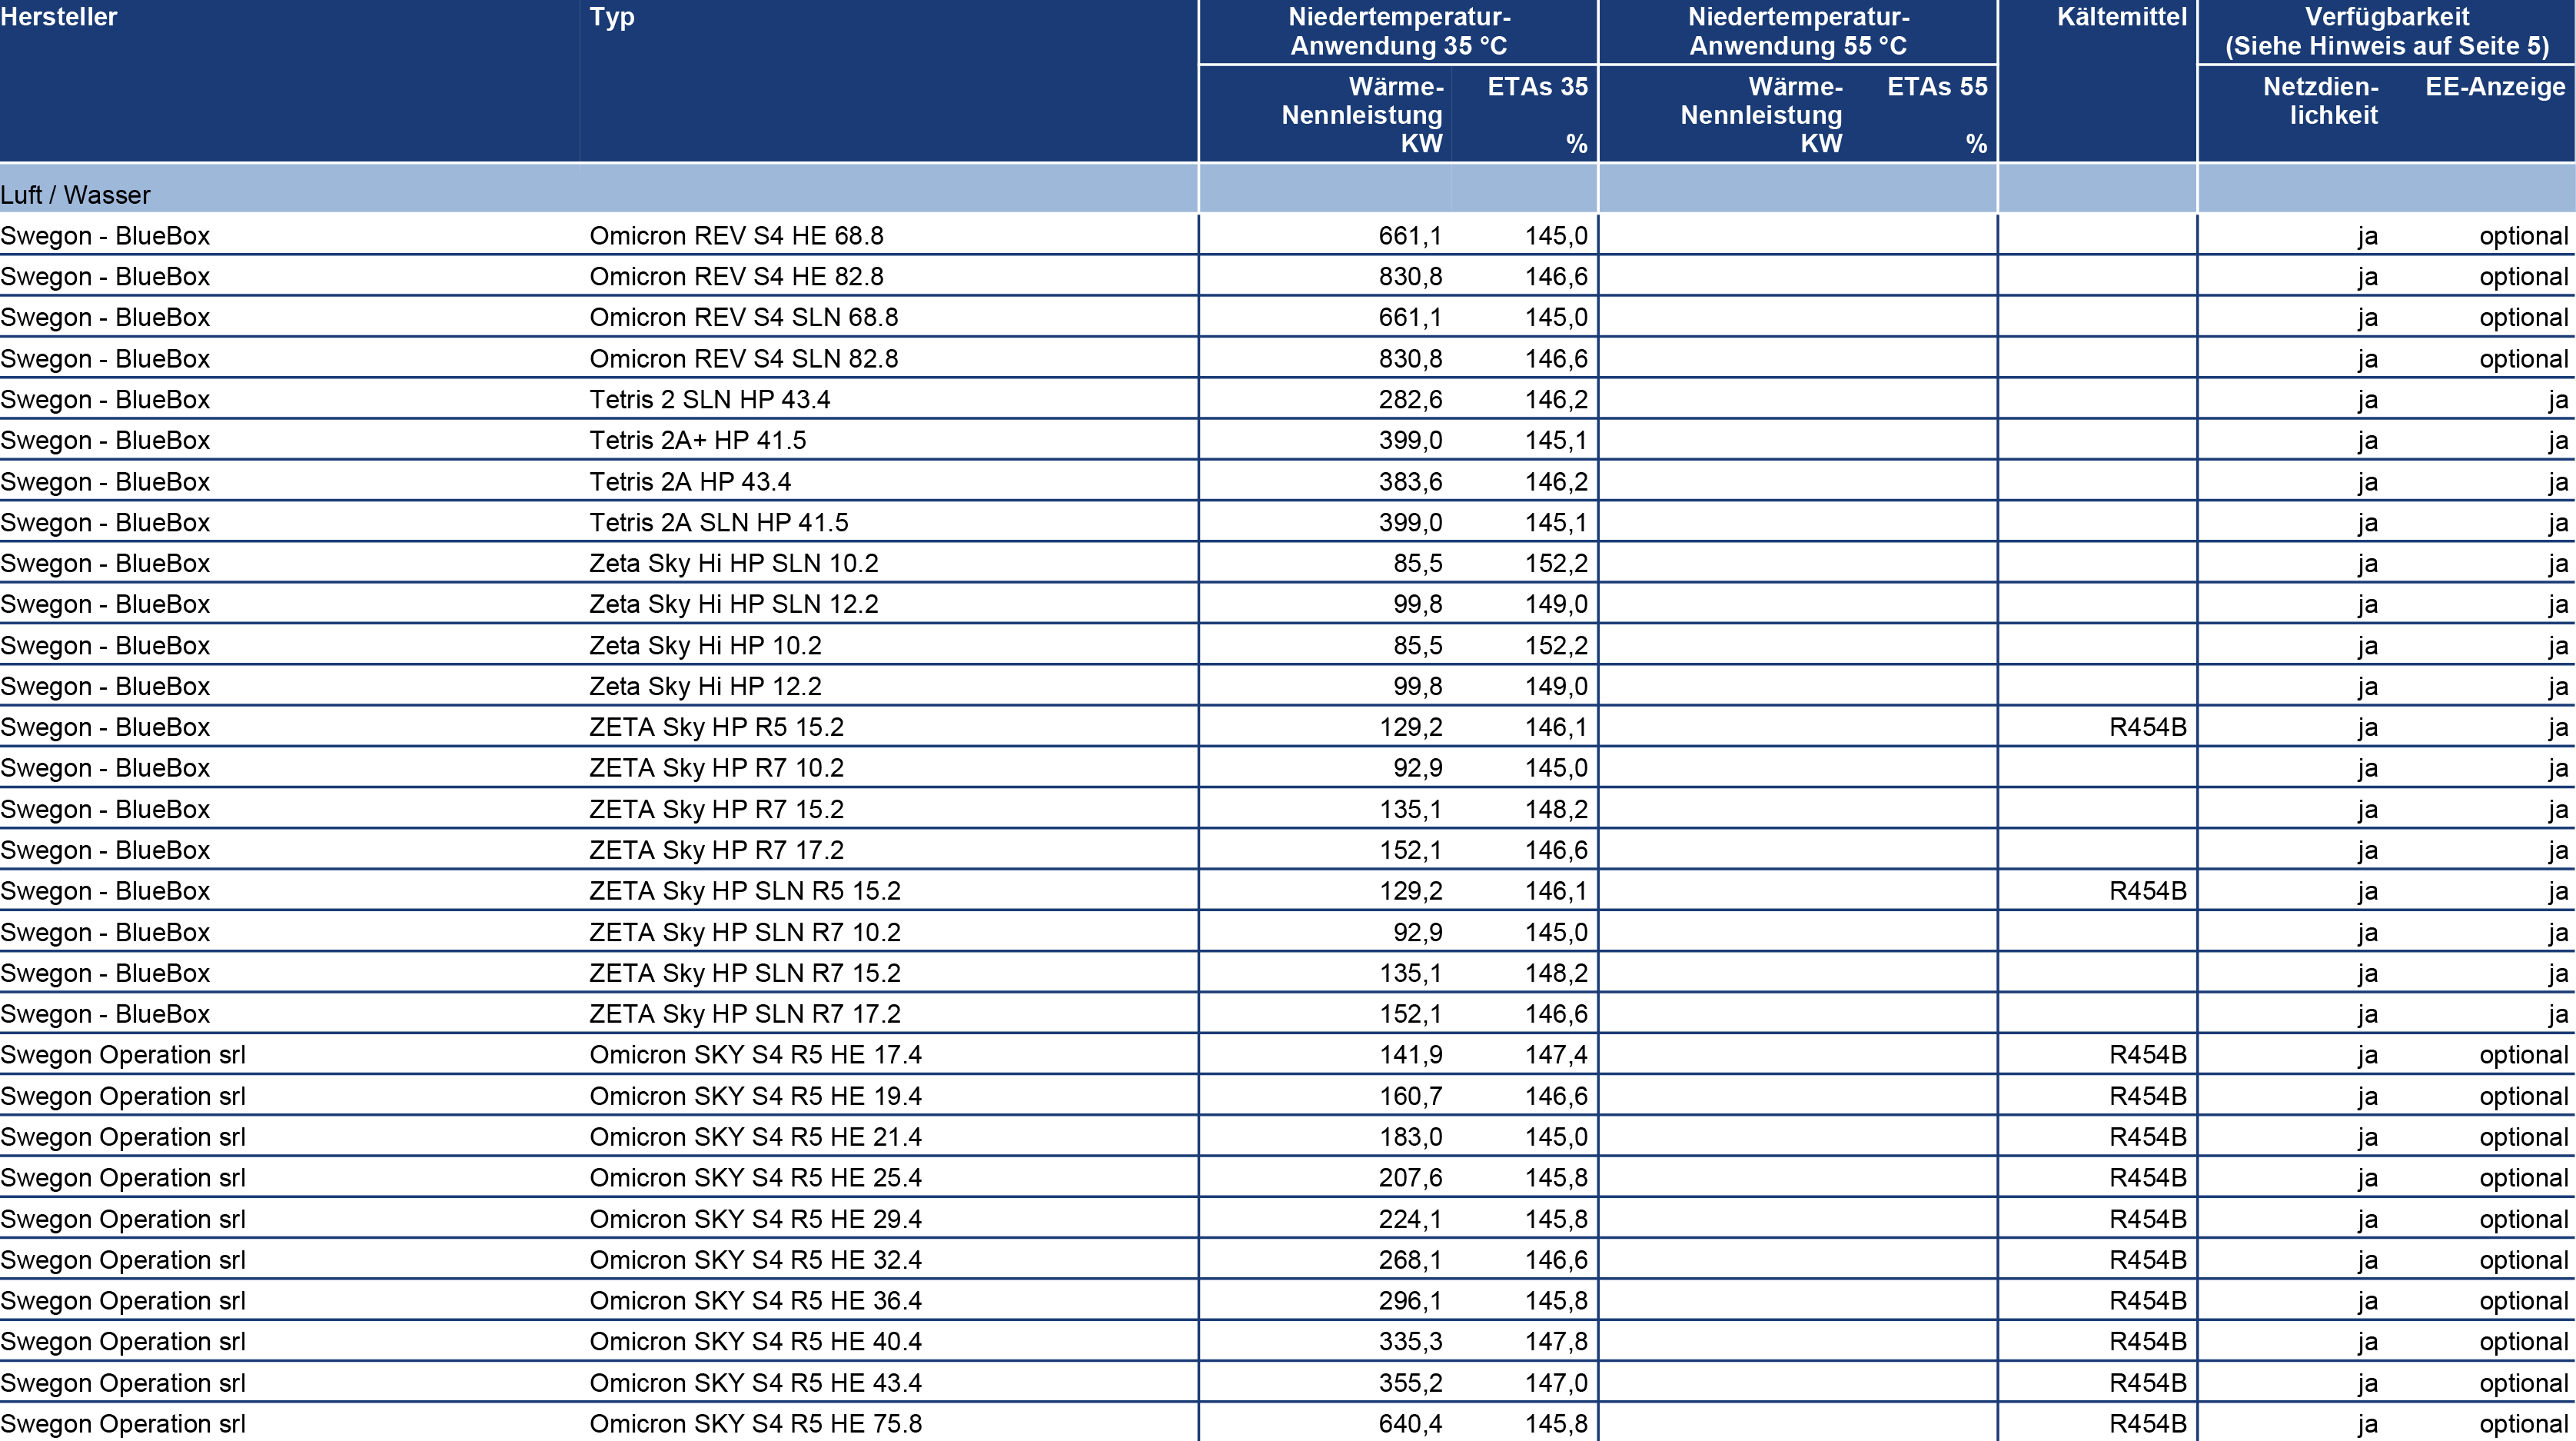 Hersteller Typ Niedertemperatur- Niedertemperatur- Kältemittel Verfügbarkeit
Anwendung 35 °C Anwendung 55 °C (Siehe Hinweis auf Seite 5)
Wärme- ETAs 35 Wärme- ETAs 55 Netzdien- EE-Anzeige
Nennleistung Nennleistung lichkeit
KW % KW %
Luft / Wasser
Swegon - BlueBox Omicron REV S4 HE 68.8 661,1 145,0 ja optional
Swegon - BlueBox Omicron REV S4 HE 82.8 830,8 146,6 ja optional
Swegon - BlueBox Omicron REV S4 SLN 68.8 661,1 145,0 ja optional
Swegon - BlueBox Omicron REV S4 SLN 82.8 830,8 146,6 ja optional
Swegon - BlueBox Tetris 2 SLN HP 43.4 282,6 146,2 ja ja
Swegon - BlueBox Tetris 2A+ HP 41.5 399,0 145,1 ja ja
Swegon - BlueBox Tetris 2A HP 43.4 383,6 146,2 ja ja
Swegon - BlueBox Tetris 2A SLN HP 41.5 399,0 145,1 ja ja
Swegon - BlueBox Zeta Sky Hi HP SLN 10.2 85,5 152,2 ja ja
Swegon - BlueBox Zeta Sky Hi HP SLN 12.2 99,8 149,0 ja ja
Swegon - BlueBox Zeta Sky Hi HP 10.2 85,5 152,2 ja ja
Swegon - BlueBox Zeta Sky Hi HP 12.2 99,8 149,0 ja ja
Swegon - BlueBox ZETA Sky HP R5 15.2 129,2 146,1 R454B ja ja
Swegon - BlueBox ZETA Sky HP R7 10.2 92,9 145,0 ja ja
Swegon - BlueBox ZETA Sky HP R7 15.2 135,1 148,2 ja ja
Swegon - BlueBox ZETA Sky HP R7 17.2 152,1 146,6 ja ja
Swegon - BlueBox ZETA Sky HP SLN R5 15.2 129,2 146,1 R454B ja ja
Swegon - BlueBox ZETA Sky HP SLN R7 10.2 92,9 145,0 ja ja
Swegon - BlueBox ZETA Sky HP SLN R7 15.2 135,1 148,2 ja ja
Swegon - BlueBox ZETA Sky HP SLN R7 17.2 152,1 146,6 ja ja
Swegon Operation srl Omicron SKY S4 R5 HE 17.4 141,9 147,4 R454B ja optional
Swegon Operation srl Omicron SKY S4 R5 HE 19.4 160,7 146,6 R454B ja optional
Swegon Operation srl Omicron SKY S4 R5 HE 21.4 183,0 145,0 R454B ja optional
Swegon Operation srl Omicron SKY S4 R5 HE 25.4 207,6 145,8 R454B ja optional
Swegon Operation srl Omicron SKY S4 R5 HE 29.4 224,1 145,8 R454B ja optional
Swegon Operation srl Omicron SKY S4 R5 HE 32.4 268,1 146,6 R454B ja optional
Swegon Operation srl Omicron SKY S4 R5 HE 36.4 296,1 145,8 R454B ja optional
Swegon Operation srl Omicron SKY S4 R5 HE 40.4 335,3 147,8 R454B ja optional
Swegon Operation srl Omicron SKY S4 R5 HE 43.4 355,2 147,0 R454B ja optional
Swegon Operation srl Omicron SKY S4 R5 HE 75.8 640,4 145,8 R454B ja optional